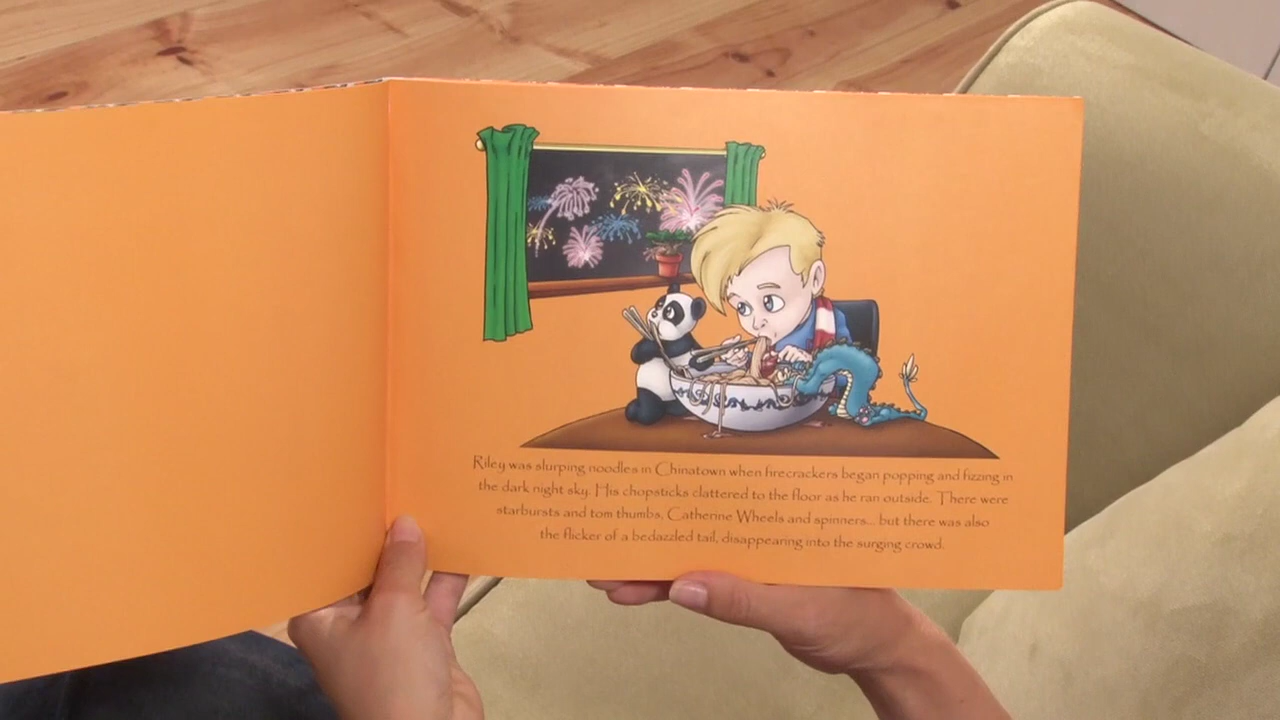 Riley was slurping noodles in Chinatown when firecrackers began popping and fizzing in
the dark night sky. His chopsticks clattered to the floor as he ran outside. There were
starbursts and tom thumbs, Catherine Wheels and spinners... but there was also
the flicker of a bedazzled tail, disappearing into the surging crowd.